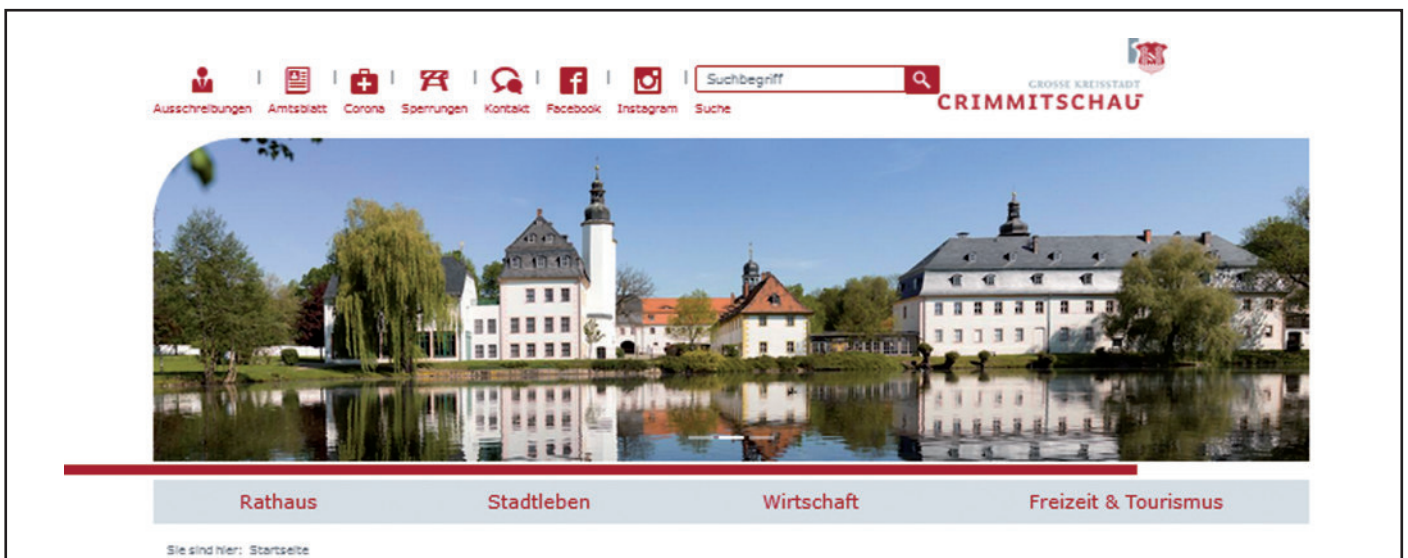 Suchbegriff
GROSSE KREISSTADT
CRIMMITSCHAU
Ausschreibungen Amtsblatt Corona Sperrungen Kontakt Facebook Instagram Suche
Rathaus Stadtleben Wirtschaft Freizeit & Tourismus
Sie sind hier: Startseite